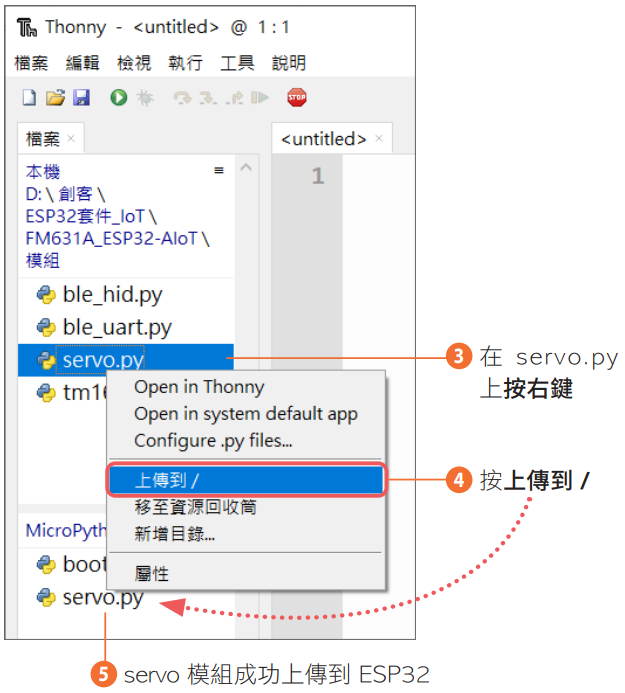 Thonny - <untitled> @ 1 : 1
檔案 編輯 檢視 執行 工具 說明
STOP
檔案 ×
<untitled> ×
本機
D: \ 創客 \
ESP32套件_IoT \
FM631A_ESP32-AIoT \
模組
1
ble_hid.py
ble_uart.py
servo.py
tm16
Open in Thonny
Open in system default app
Configure .py files...
上傳到 /
移至資源回收筒
新增目錄...
屬性
MicroPyth
boot
servo.py
3 在 servo.py
上按右鍵
4 按上傳到 /
5 servo 模組成功上傳到 ESP32